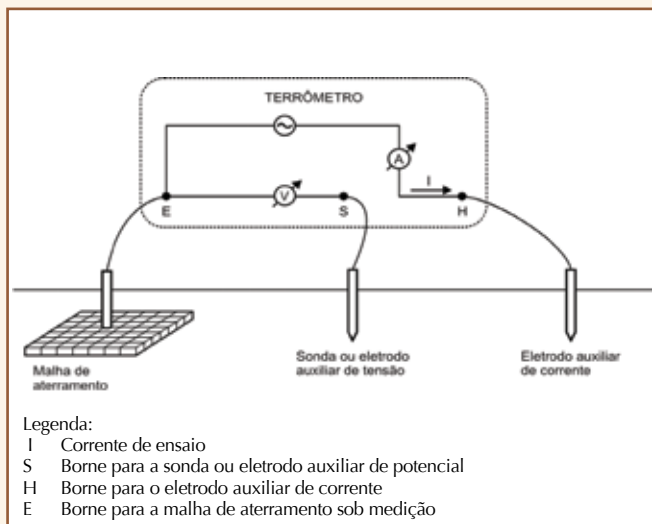 TERRÔMETRO
A
I
V
E
S
H
Malha de
aterramento
Sonda ou eletrodo
auxiliar de tensão
Eletrodo auxiliar
de corrente
Legenda:
I Corrente de ensaio
S Borne para a sonda ou eletrodo auxiliar de potencial
H Borne para o eletrodo auxiliar de corrente
E Borne para a malha de aterramento sob medição